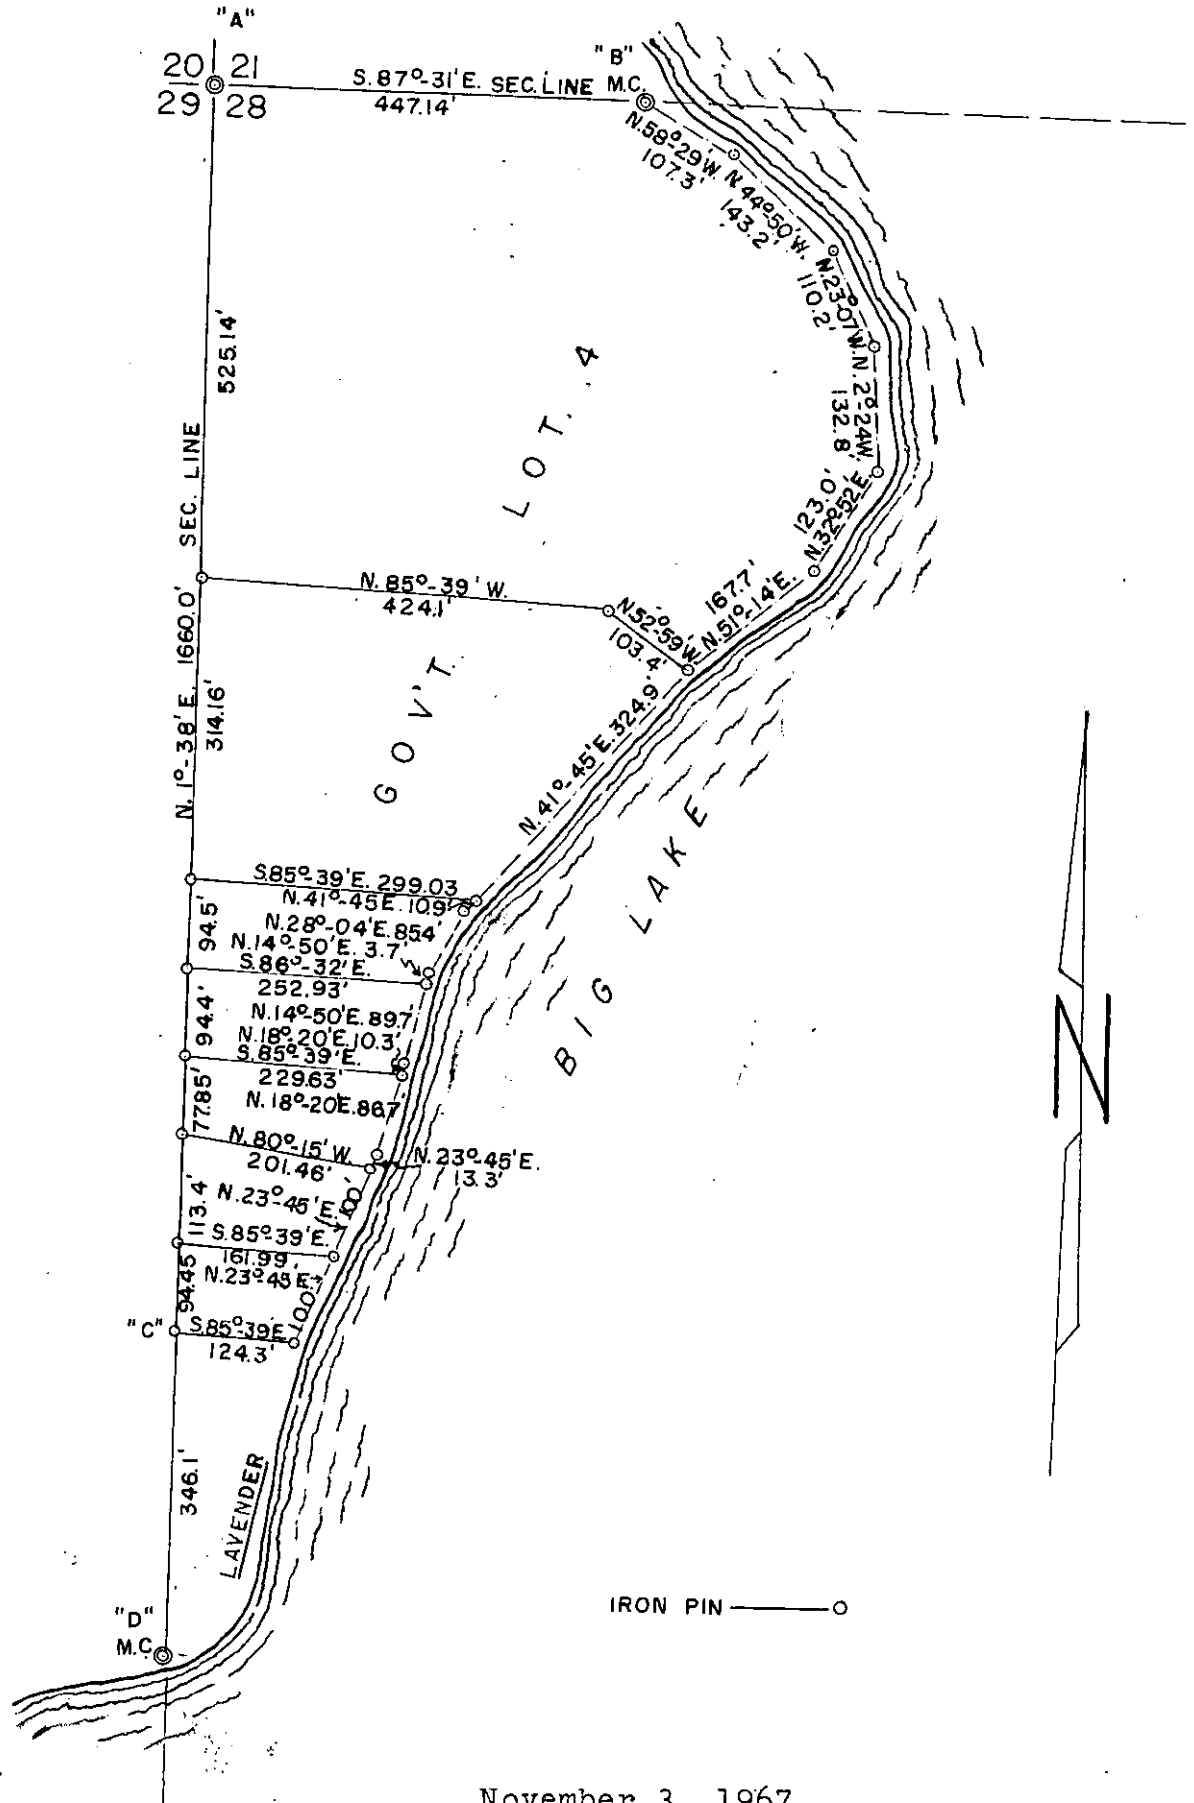 "A"
20 21
29 28
S. 87°-31' E. SEC. LINE
447.14'
"B"
M.C.
N.58°-29'W.
107.3'
N.44°-50'W.
143.2'
N.23°-07'W.
110.2'
N. 2°-24'W.
132.8'
N.32°-52'E.
123.0'
N.51°-14'E.
167.7'
525.14'
N. 1°-38' E. 1660.0' SEC. LINE
GOV'T. LOT. 4
N. 85°-39' W.
424.1'
N.52°-59'W.
103.4'
314.16'
N.41°-45'E. 324.9'
BIG LAKE
S.85°-39'E. 299.03
N.41°-45E. 10.9'
94.5'
N.28°-04'E. 85.4'
N.14°-50'E. 3.7'
S.86°-32'E.
252.93'
94.4'
N.14°-50'E. 89.7'
N.18°-20'E. 10.3'
S.85°-39'E.
229.63'
77.85'
N.18°-20'E. 86.7'
N. 80°-15' W.
201.46'
N.23°-45'E.
13.3'
113.4'
N.23°-45'E.
100'
S.85°-39'E.
161.99'
94.45'
N.23°-45'E.
100'
"C"
S.85°-39'E.
124.3'
346.1'
LAVENDER
N
"D"
M.C.
IRON PIN
November 3, 1967